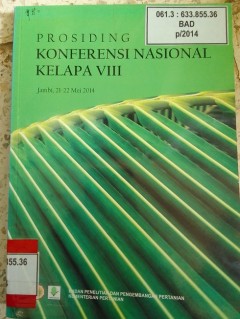 061.3 : 633.855.36
BAD
p/2014
PROSIDING
KONFERENSI NASIONAL
KELAPA VIII
Jambi, 21-22 Mei 2014
355.36
BADAN PENELITIAN DAN PENGEMBANGAN PERTANIAN
KEMENTERIAN PERTANIAN